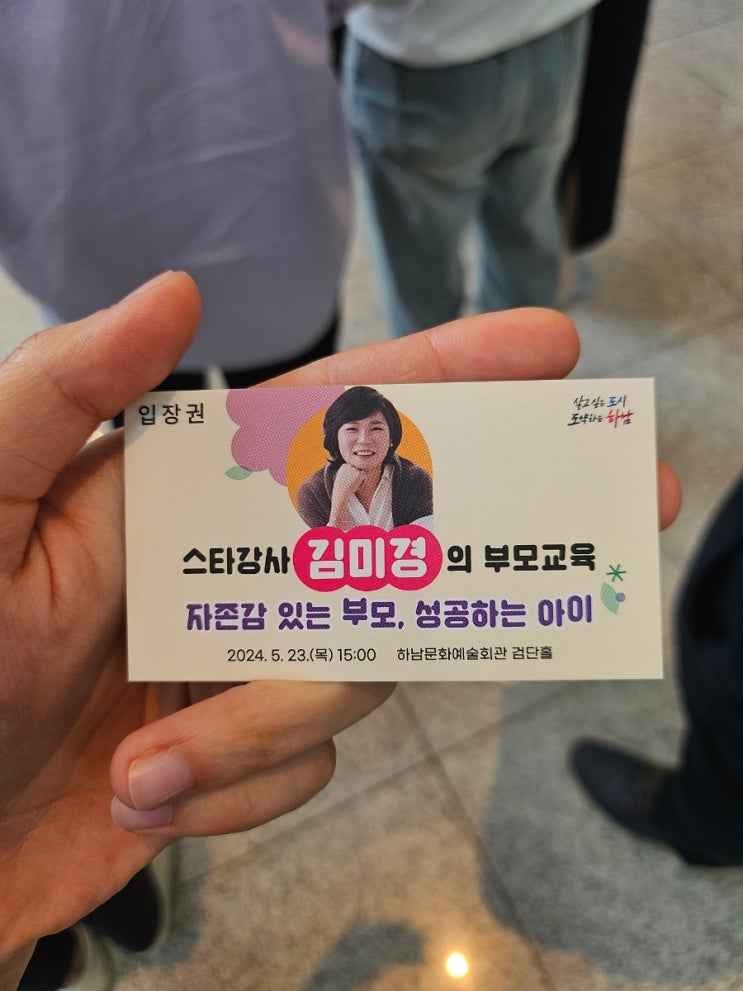 입장권
살고 싶은 도시
도약하는 하남
스타강사 김미경의 부모교육
자존감 있는 부모, 성공하는 아이
2024. 5. 23.(목) 15:00 하남문화예술회관 검단홀